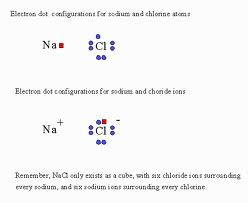 Electron dot configurations for sodium and chlorine atoms
Na Cl
Electron dot configurations for sodium and choride ions
Na + Cl -
Remember, NaCl only exists as a cube, with six chloride ions surrounding
every sodium, and six sodium ions surrounding every chlorine.